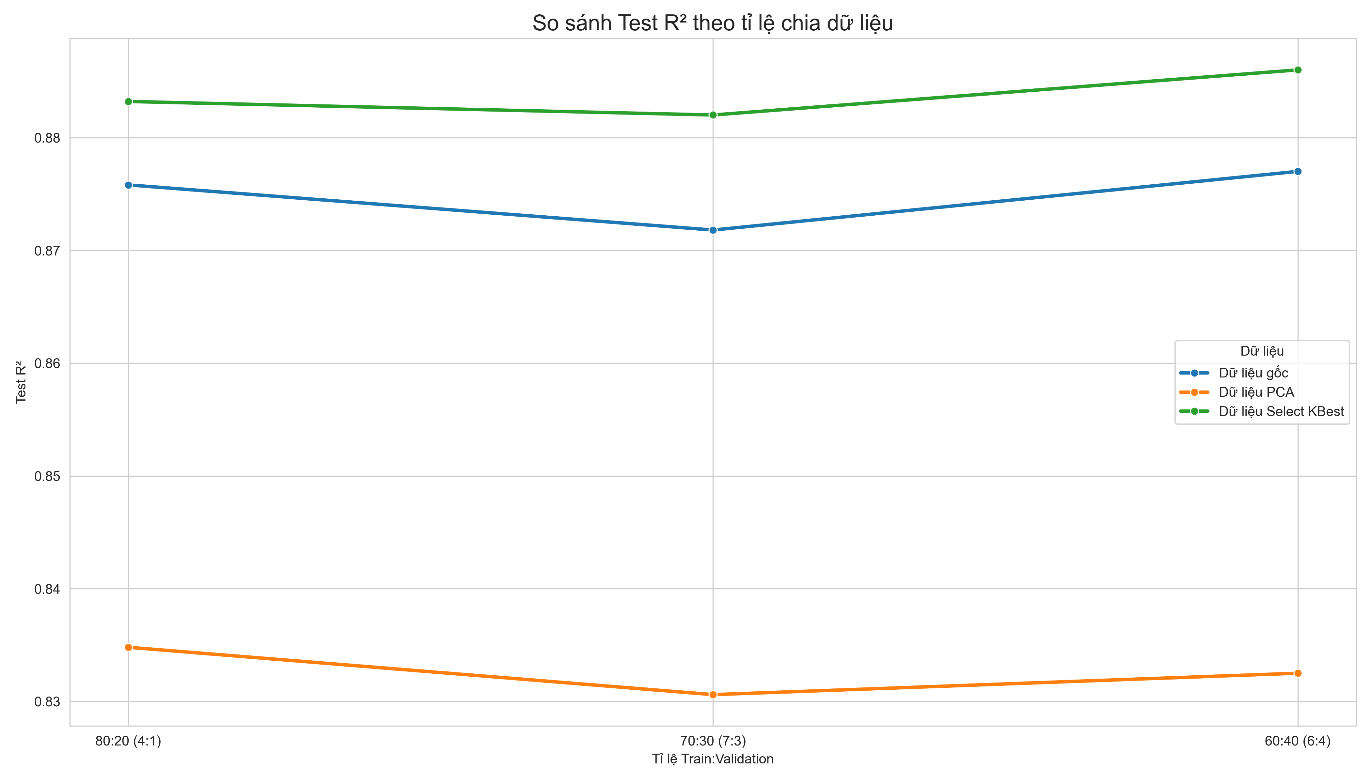 So sánh Test R² theo tỉ lệ chia dữ liệu
0.88
0.87
0.86
0.85
0.84
0.83
Test R²
Dữ liệu
Dữ liệu gốc
Dữ liệu PCA
Dữ liệu Select KBest
80:20 (4:1)
70:30 (7:3)
60:40 (6:4)
Tỉ lệ Train:Validation